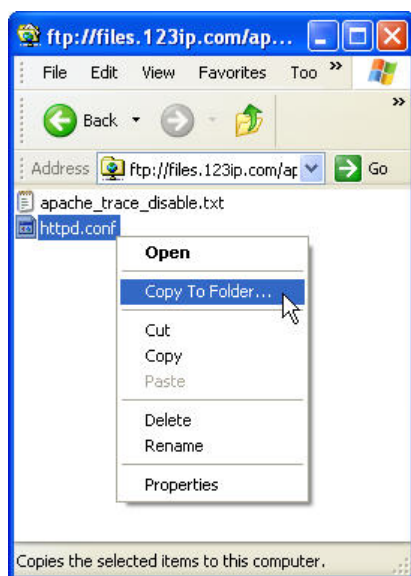 ftp://files.123ip.com/ap...
File Edit View Favorites Too »
Back »
Address ftp://files.123ip.com/ap Go
apache_trace_disable.txt
httpd.conf
Open
Copy To Folder...
Cut
Copy
Paste
Delete
Rename
Properties
Copies the selected items to this computer.